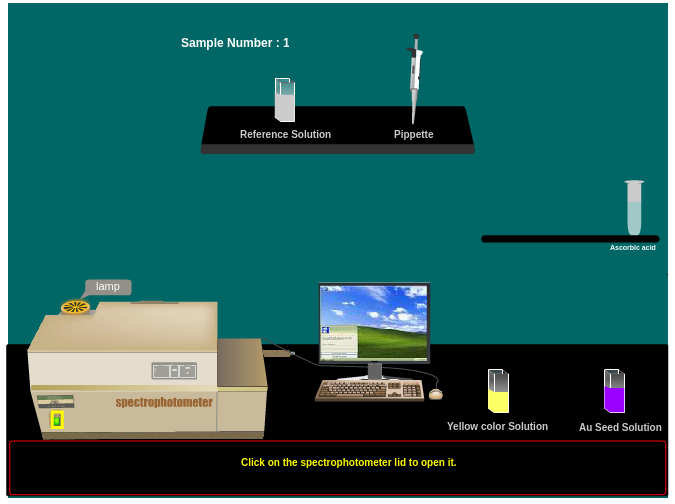 Sample Number : 1
Reference Solution
Pippette
Ascorbic acid
lamp
spectrophotometer
Yellow color Solution
Au Seed Solution
Click on the spectrophotometer lid to open it.